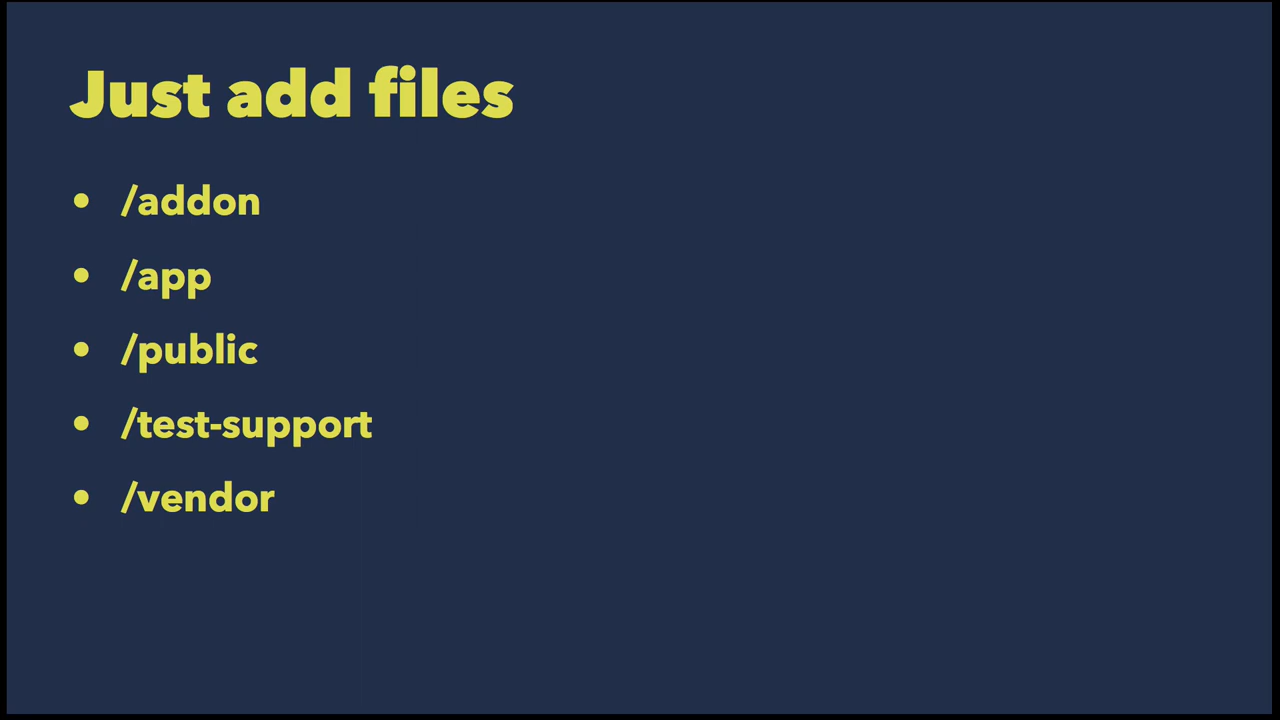 Just add files
• /addon
• /app
• /public
• /test-support
• /vendor